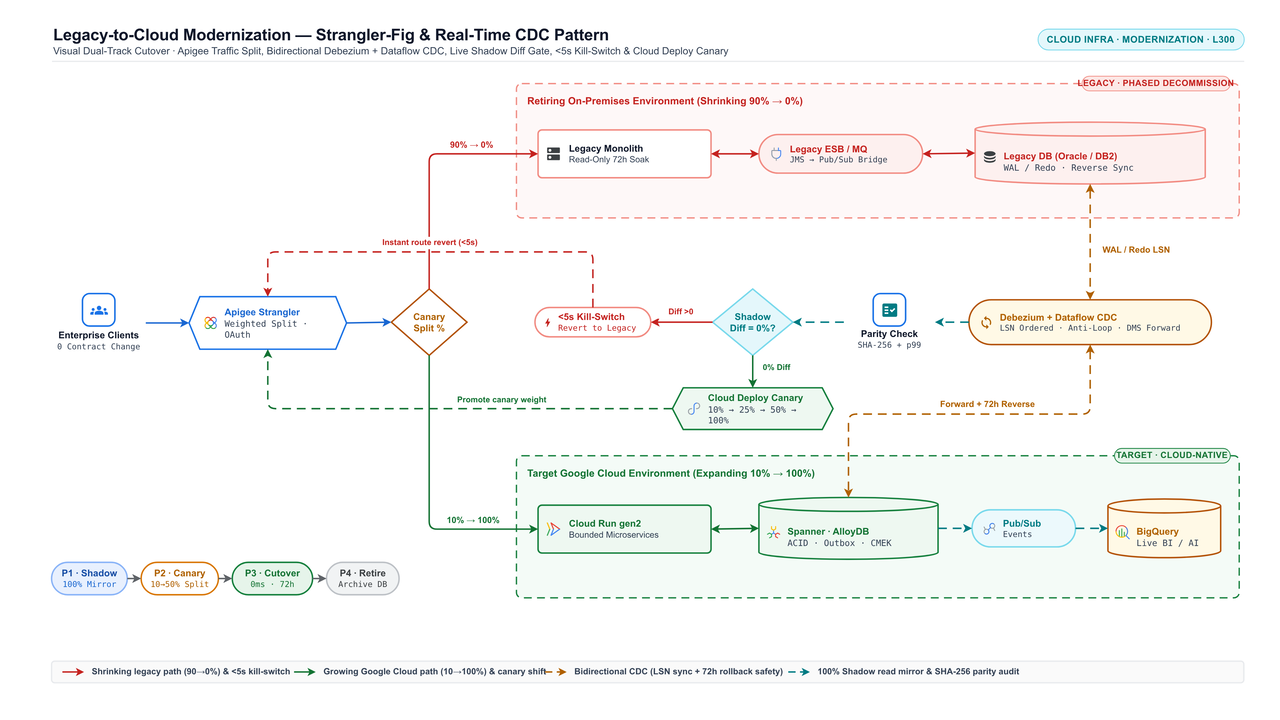 Legacy-to-Cloud Modernization — Strangler-Fig & Real-Time CDC Pattern
Visual Dual-Track Cutover · Apigee Traffic Split, Bidirectional Debezium + Dataflow CDC, Live Shadow Diff Gate, <5s Kill-Switch & Cloud Deploy Canary
CLOUD INFRA · MODERNIZATION · L300
LEGACY · PHASED DECOMMISSION
Retiring On-Premises Environment (Shrinking 90% → 0%)
90% → 0%
Legacy Monolith
Read-Only 72h Soak
Legacy ESB / MQ
JMS → Pub/Sub Bridge
Legacy DB (Oracle / DB2)
WAL / Redo · Reverse Sync
Instant route revert (<5s)
WAL / Redo LSN
Enterprise Clients
0 Contract Change
Apigee Strangler
Weighted Split ·
OAuth
Canary
Split %
<5s Kill-Switch
Revert to Legacy
Diff >0
Shadow
Diff = 0%?
Parity Check
SHA-256 + p99
Debezium + Dataflow CDC
LSN Ordered · Anti-Loop · DMS Forward
0% Diff
Promote canary weight
Cloud Deploy Canary
10% → 25% → 50% →
100%
Forward + 72h Reverse
TARGET · CLOUD-NATIVE
Target Google Cloud Environment (Expanding 10% → 100%)
10% → 100%
Cloud Run gen2
Bounded Microservices
Spanner · AlloyDB
ACID · Outbox · CMEK
Pub/Sub
Events
BigQuery
Live BI / AI
P1 · Shadow
100% Mirror
P2 · Canary
10→50% Split
P3 · Cutover
0ms · 72h
P4 · Retire
Archive DB
Shrinking legacy path (90→0%) & <5s kill-switch
Growing Google Cloud path (10→100%) & canary shift
Bidirectional CDC (LSN sync + 72h rollback safety)
100% Shadow read mirror & SHA-256 parity audit